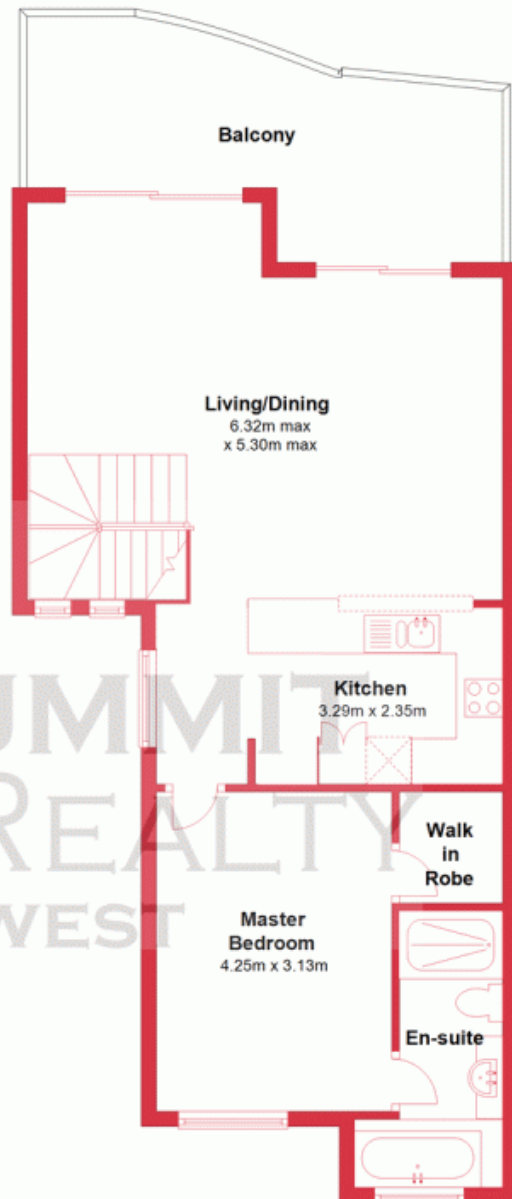 Balcony
Living/Dining
6.32m max
x 5.30m max
Kitchen
3.29m x 2.35m
UMMIT
REALTY
WEST
Walk
in
Robe
Master
Bedroom
4.25m x 3.13m
En-suite